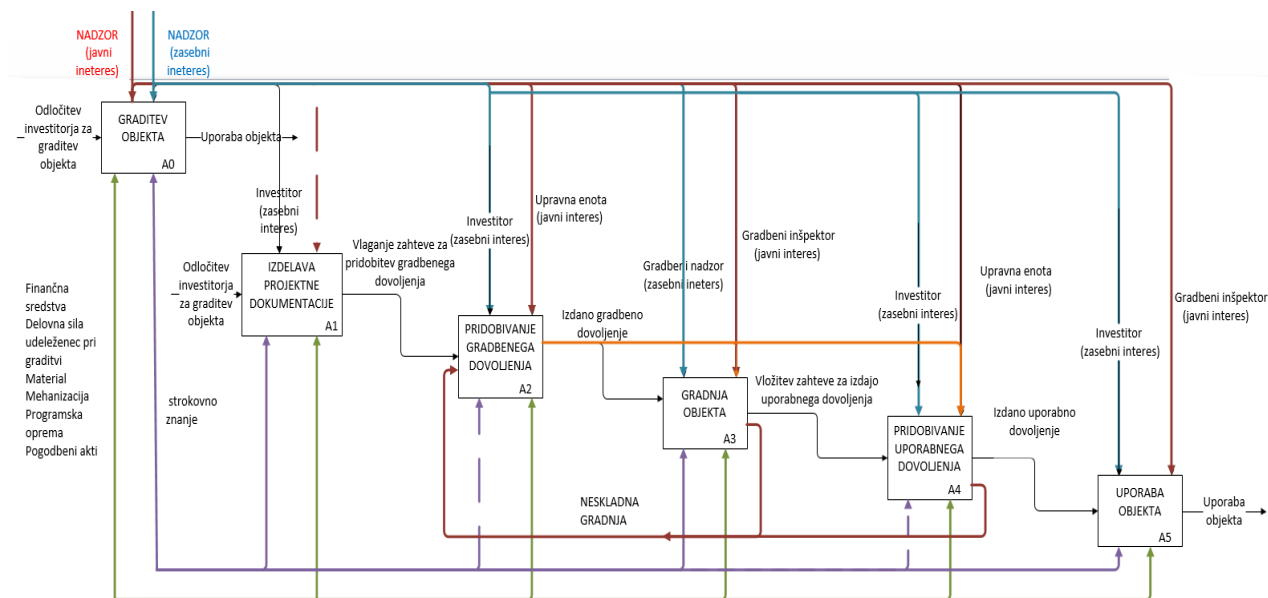 NADZOR
(javni
ineteres)
NADZOR
(zasebni
ineteres)
Odločitev
investitorja za
graditev
objekta
GRADITEV
OBJEKTA
A0
Uporaba objekta
Investitor
(zasebni
interes)
Odločitev
investitorja
za graditev
objekta
IZDELAVA
PROJEKTNE
DOKUMENTACIJE
A1
Vlaganje zahteve za
pridobitev gradbenega
dovoljenja
Investitor
(zasebni interes)
Upravna enota
(javni interes)
PRIDOBIVANJE
GRADBENEGA
DOVOLJENJA
A2
Izdano gradbeno
dovoljenje
Gradbeni nadzor
(zasebni ineters)
Gradbeni inšpektor
(javni interes)
GRADNJA
OBJEKTA
A3
Vložitev zahteve za izdajo
uporabnega dovoljenja
Investitor
(zasebni interes)
Upravna enota
(javni interes)
PRIDOBIVANJE
UPORABNEGA
DOVOLJENJA
A4
Izdano uporabno
dovoljenje
Investitor
(zasebni interes)
Gradbeni inšpektor
(javni interes)
UPORABA
OBJEKTA
A5
Uporaba
objekta
Finančna
sredstva
Delovna sila
udeleženec pri
graditvi
Material
Mehanizacija
Programska
oprema
Pogodbeni akti
strokovno
znanje
NESKLADNA
GRADNJA